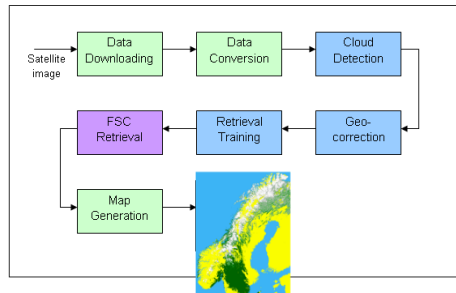 Satellite
image
Data
Downloading
Data
Conversion
Cloud
Detection
FSC
Retrieval
Retrieval
Training
Geo-
correction
Map
Generation